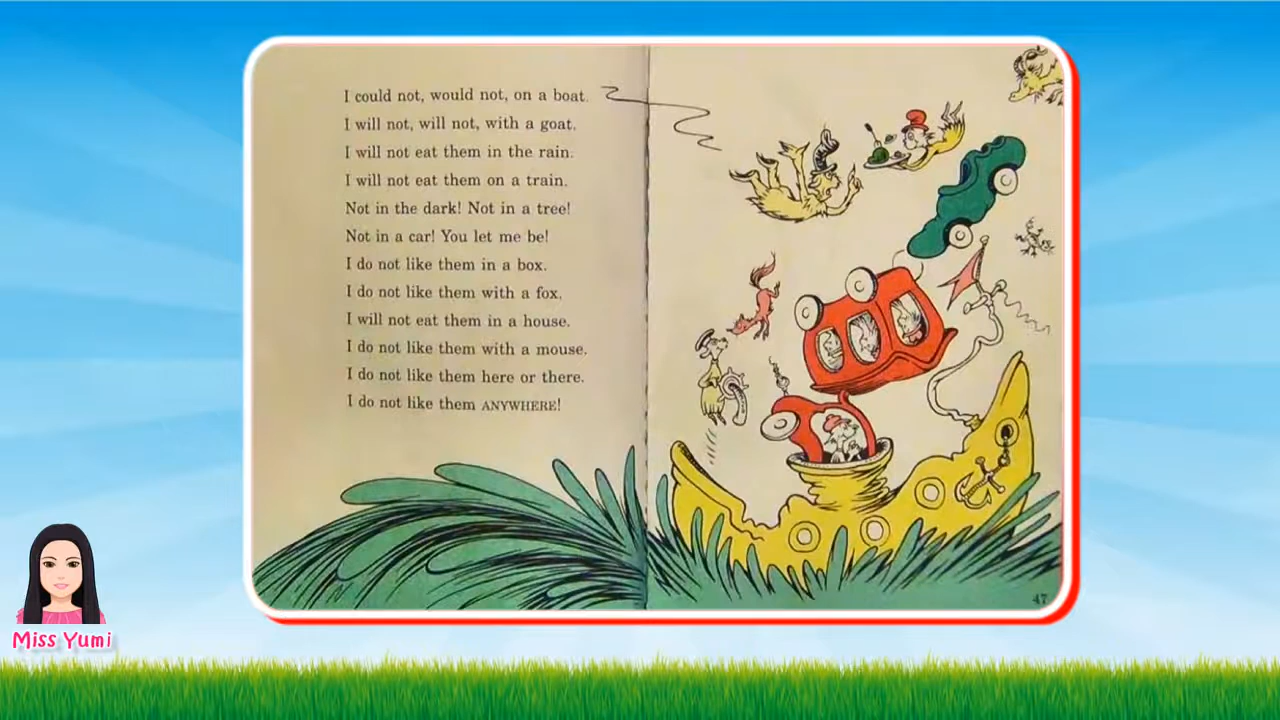 I could not, would not, on a boat.
I will not, will not, with a goat.
I will not eat them in the rain.
I will not eat them on a train.
Not in the dark! Not in a tree!
Not in a car! You let me be!
I do not like them in a box.
I do not like them with a fox.
I will not eat them in a house.
I do not like them with a mouse.
I do not like them here or there.
I do not like them ANYWHERE!
47
Miss Yumi